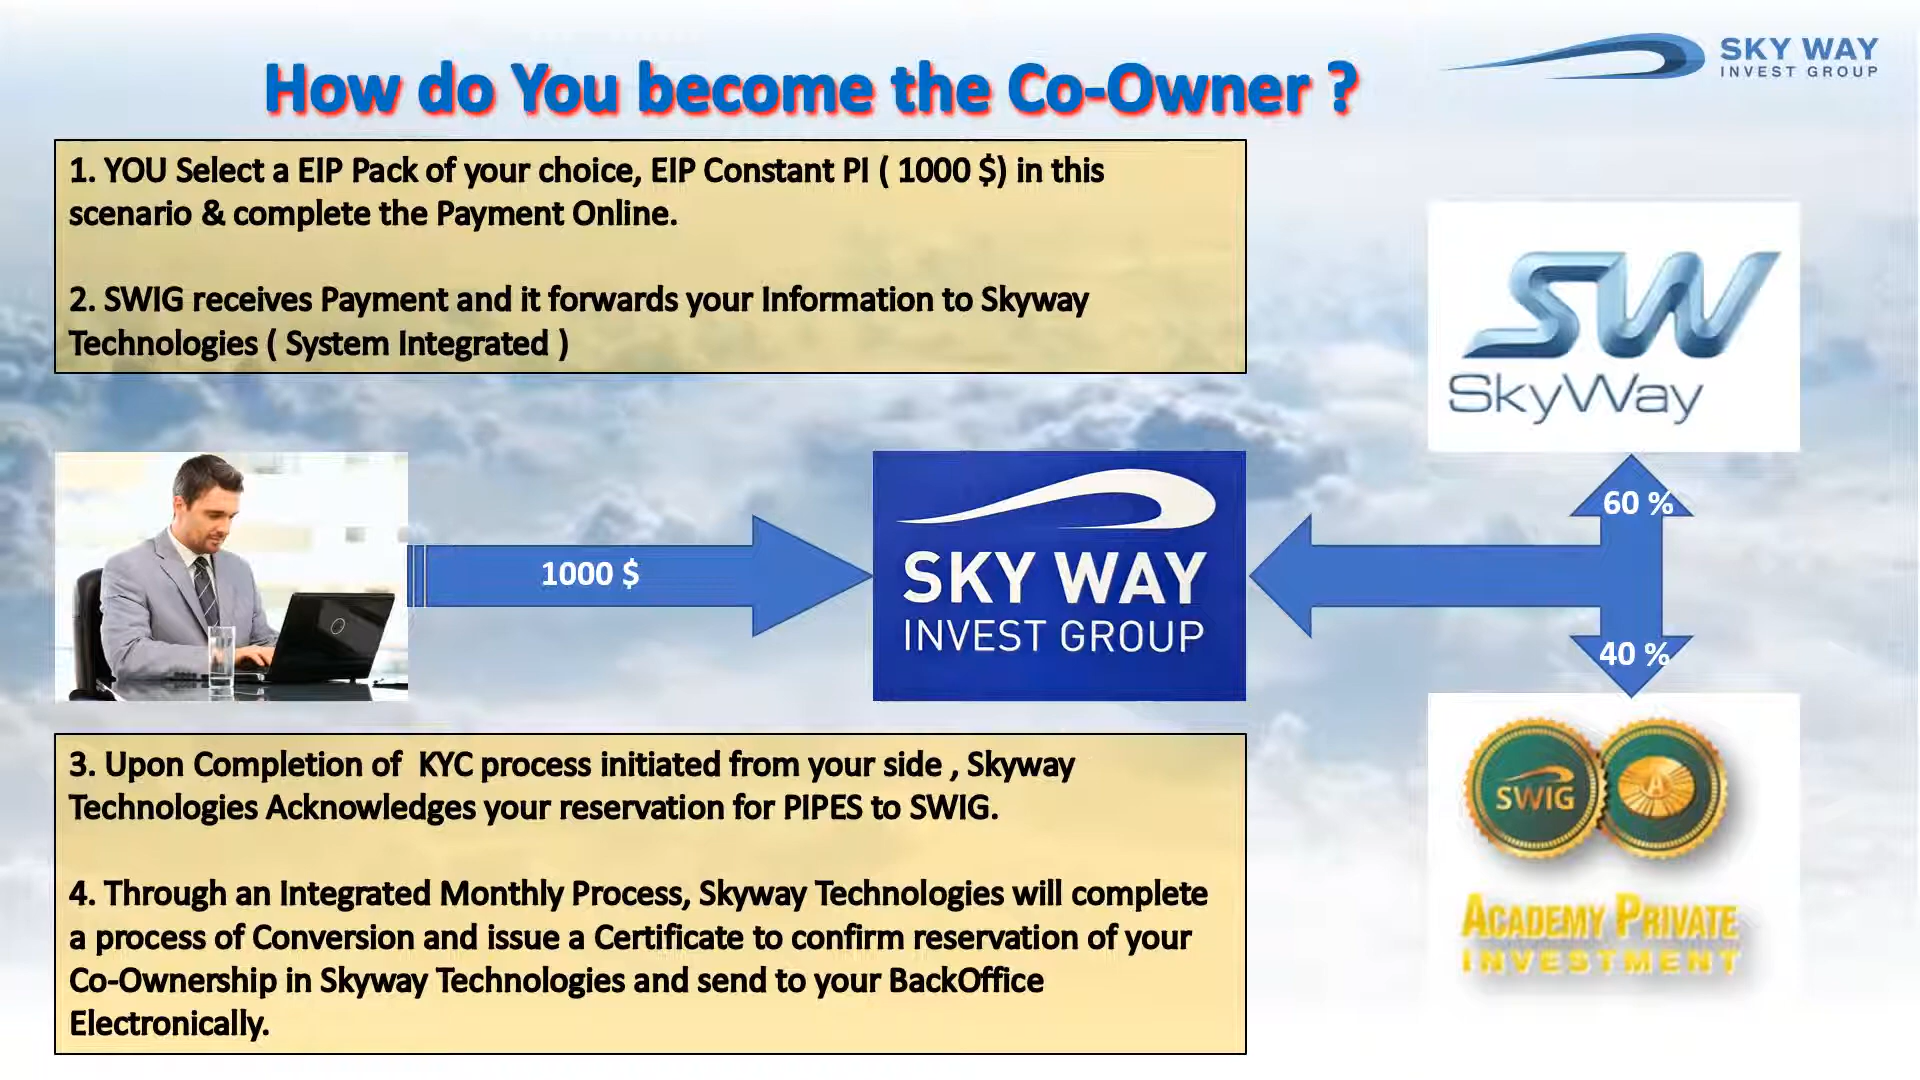 How do You become the Co-Owner ?
SKY WAY
INVEST GROUP
1. YOU Select a EIP Pack of your choice, EIP Constant PI ( 1000 $) in this
scenario & complete the Payment Online.
2. SWIG receives Payment and it forwards your Information to Skyway
Technologies ( System Integrated )
SW
SkyWay
60 %
1000 $
SKY WAY
INVEST GROUP
40 %
3. Upon Completion of  KYC process initiated from your side , Skyway
Technologies Acknowledges your reservation for PIPES to SWIG.
4. Through an Integrated Monthly Process, Skyway Technologies will complete
a process of Conversion and issue a Certificate to confirm reservation of your
Co-Ownership in Skyway Technologies and send to your BackOffice
Electronically.
SWIG
A
ACADEMY PRIVATE
INVESTMENT